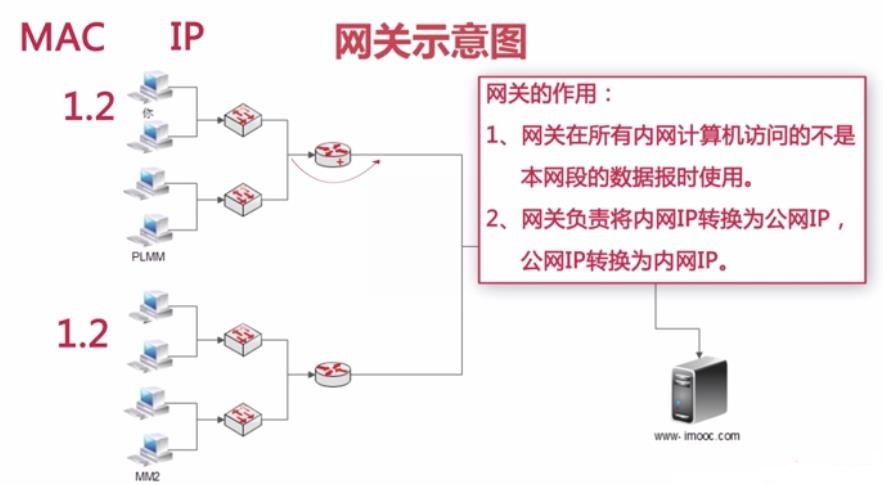 MAC IP 网关示意图
1.2
你
PLMM
1.2
MM2
网关的作用：
1、网关在所有内网计算机访问的不是
本网段的数据报时使用。
2、网关负责将内网IP转换为公网IP，
公网IP转换为内网IP。
www.imooc.com